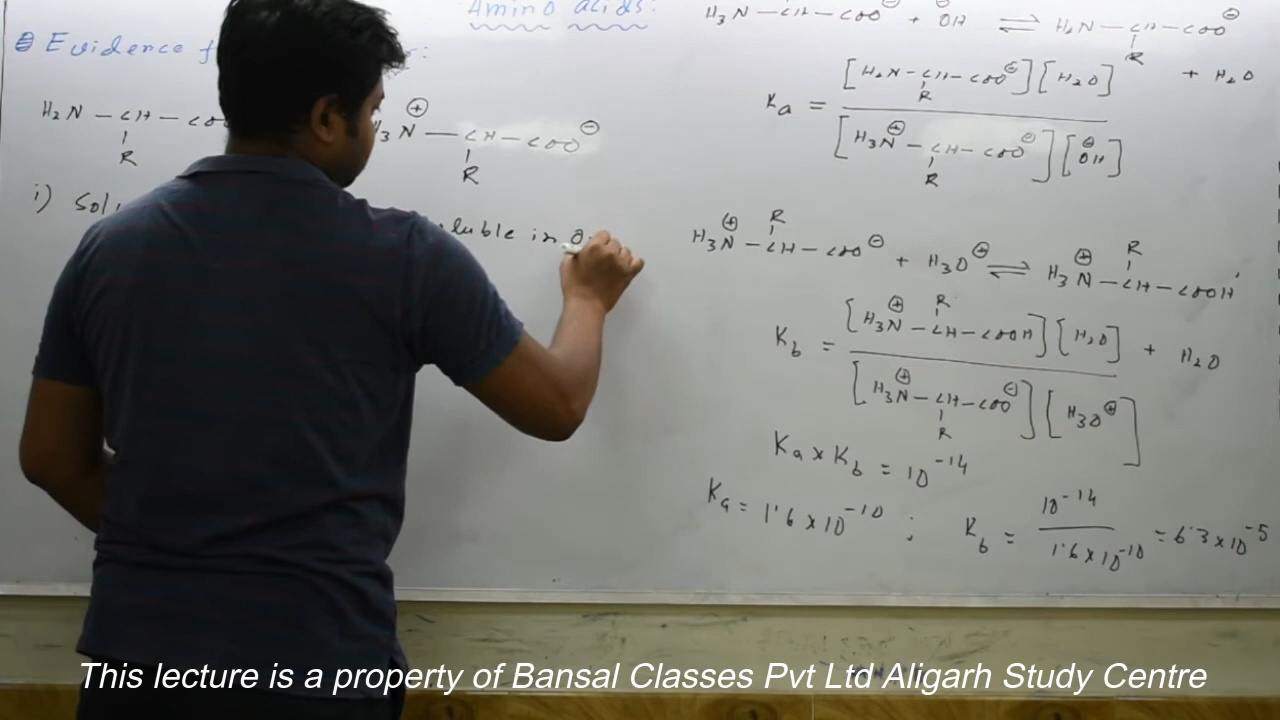 Amino acids:
Evidence
H₂N — CH — CO
R
H₃N⊕ — CH — COO⊖
R
i) Sol
luble in
H₃N — CH — COO⊖ + ⊖OH ⇌ H₂N — CH — COO⊖
R
+ H₂O
Ka = [H₂N — CH — COO⊖][H₂O]
R
[H₃N⊕ — CH — COO⊖][⊖OH]
R
R
H₃N⊕ — CH — COO⊖ + H₃O⊕ ⇌ H₃N⊕ — CH — COOH
R
+ H₂O
Kb = [H₃N⊕ — CH — COOH][H₂O]
R
[H₃N⊕ — CH — COO⊖][H₃O⊕]
R
Ka × Kb = 10⁻¹⁴
Ka = 1.6 × 10⁻¹⁰ ; Kb = 10⁻¹⁴ / 1.6 × 10⁻¹⁰ = 6.3 × 10⁻⁵
This lecture is a property of Bansal Classes Pvt Ltd Aligarh Study Centre